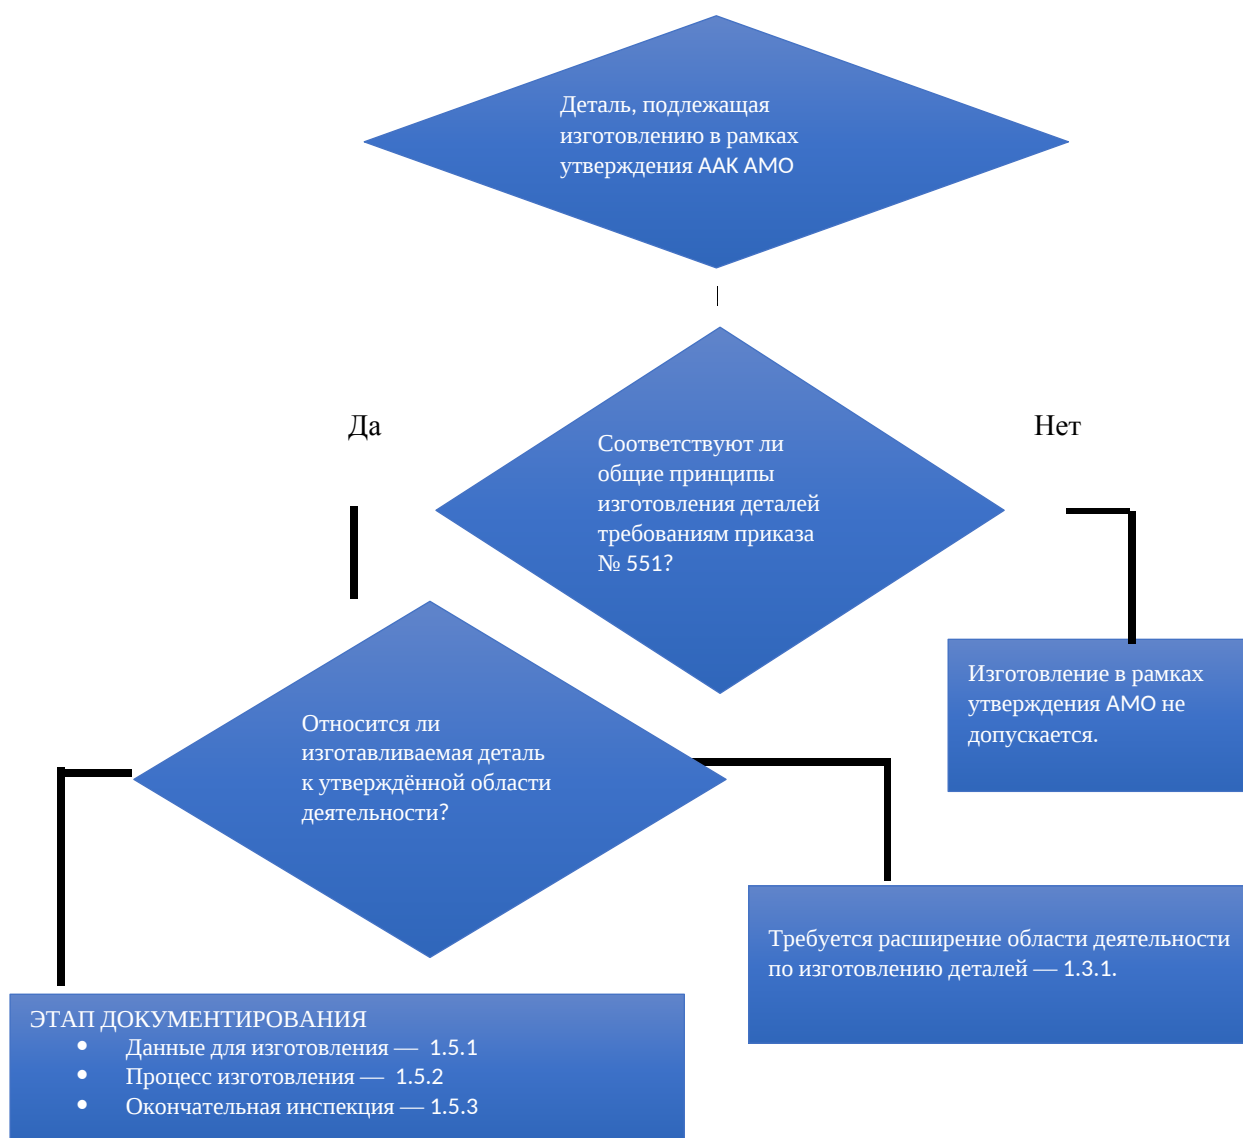 Деталь, подлежащая
изготовлению в рамках
утверждения ААК АМО
Да
Нет
Соответствуют ли
общие принципы
изготовления деталей
требованиям приказа
№ 551?
Изготовление в рамках
утверждения АМО не
допускается.
Относится ли
изготавливаемая деталь
к утверждённой области
деятельности?
Требуется расширение области деятельности
по изготовлению деталей — 1.3.1.
ЭТАП ДОКУМЕНТИРОВАНИЯ
• Данные для изготовления — 1.5.1
• Процесс изготовления — 1.5.2
• Окончательная инспекция — 1.5.3